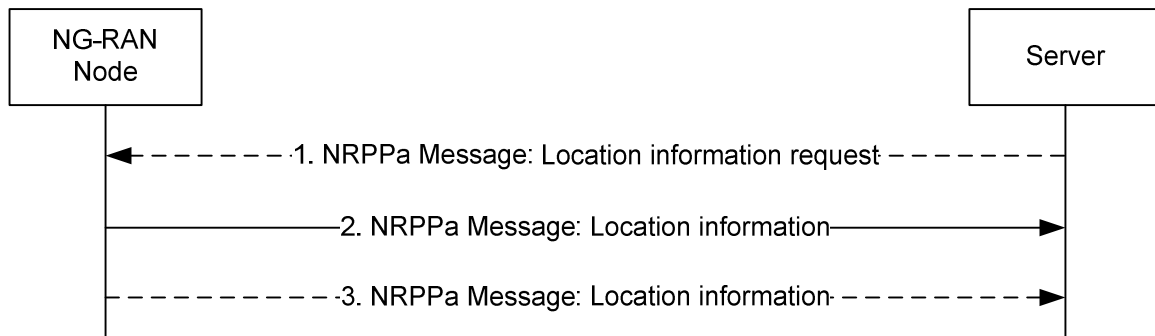 NG-RAN
Node
Server
1. NRPPa Message: Location information request
2. NRPPa Message: Location information
3. NRPPa Message: Location information